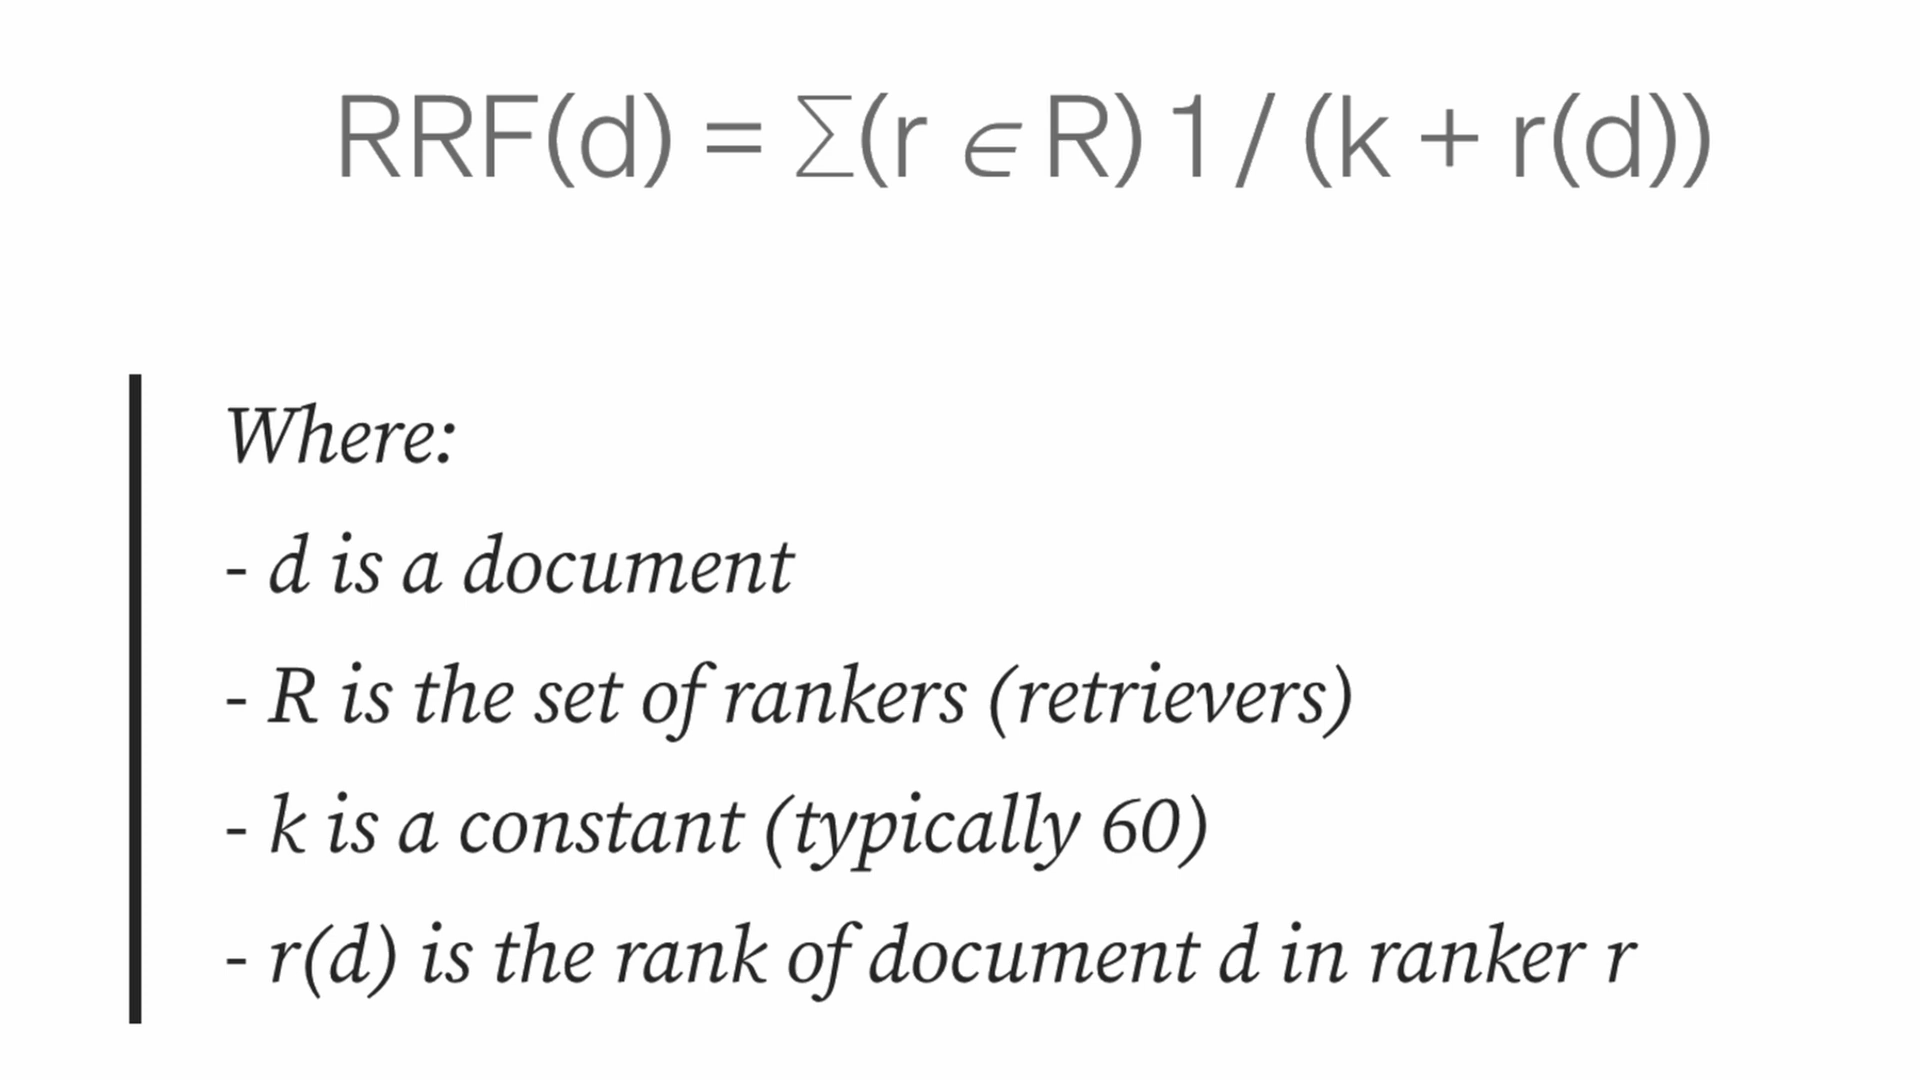 RRF(d) = ∑(r ∈ R) 1 / (k + r(d))
Where:
- d is a document
- R is the set of rankers (retrievers)
- k is a constant (typically 60)
- r(d) is the rank of document d in ranker r